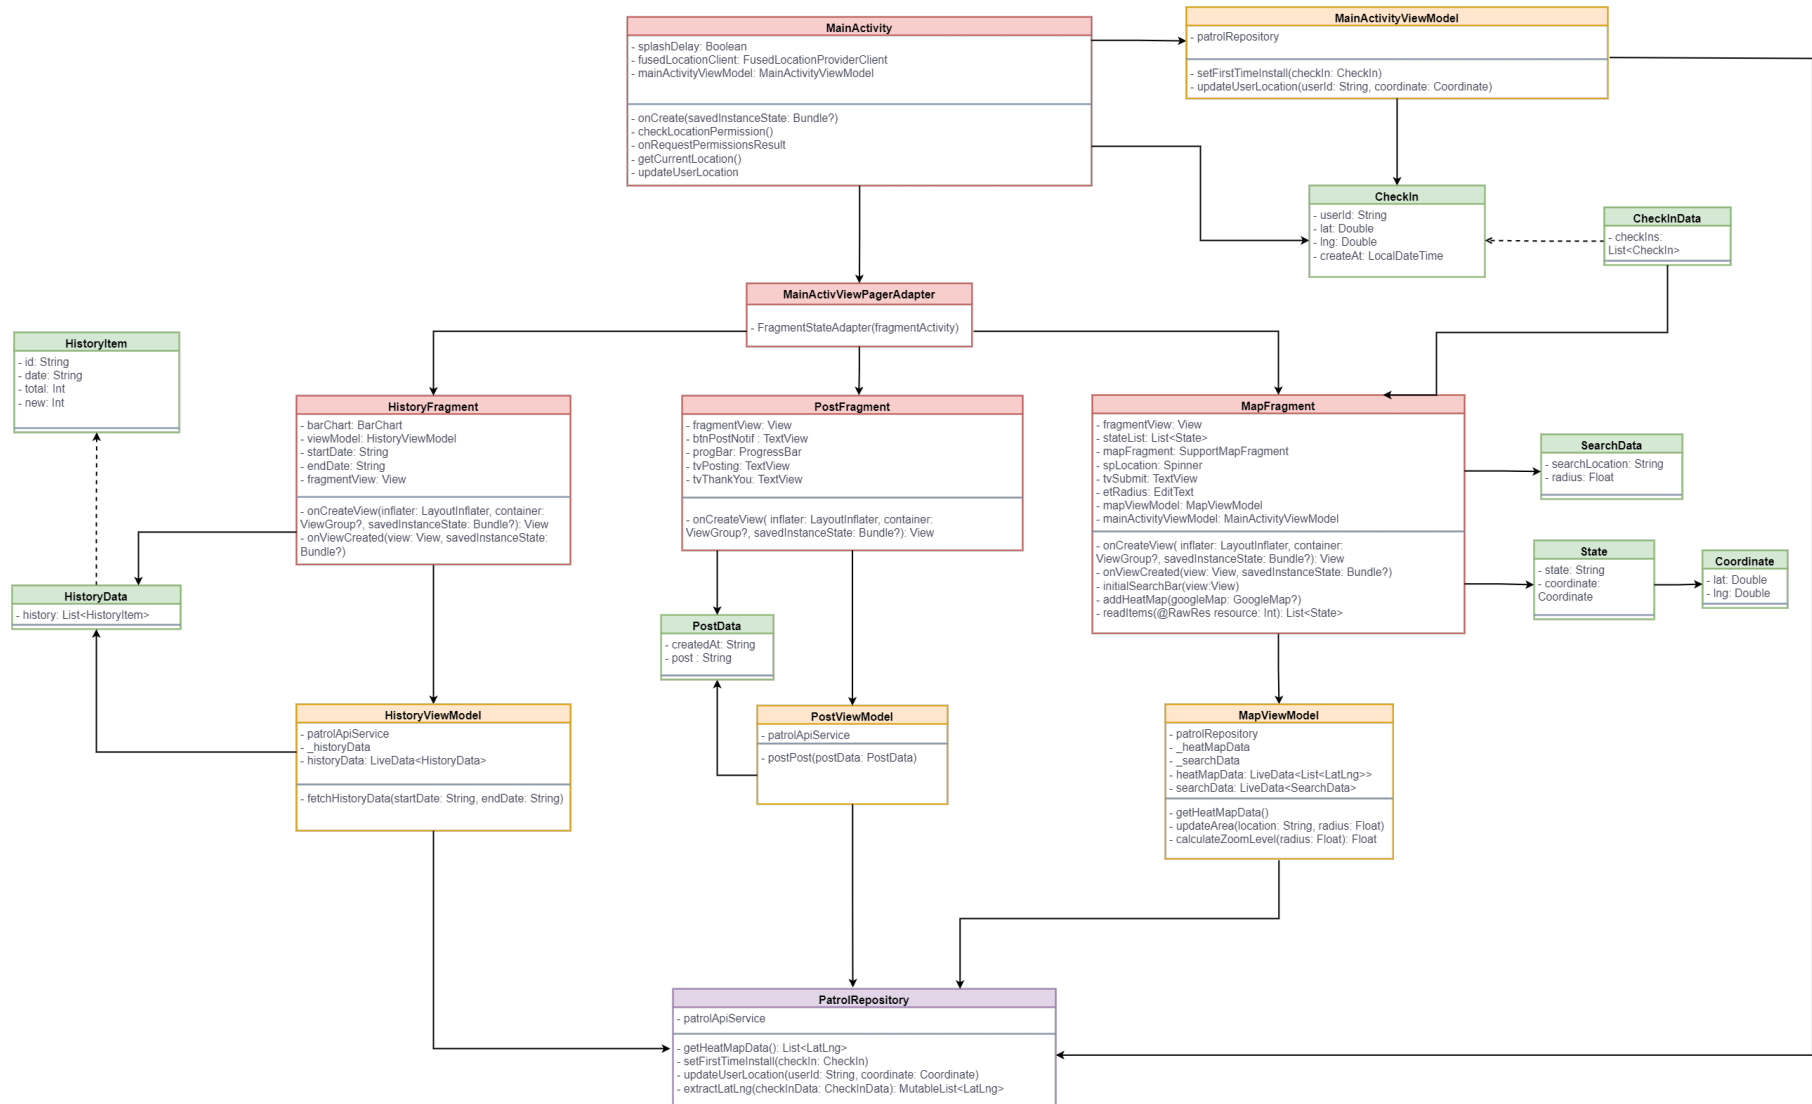 MainActivity
- splashDelay: Boolean
- fusedLocationClient: FusedLocationProviderClient
- mainActivityViewModel: MainActivityViewModel
- onCreate(savedInstanceState: Bundle?)
- checkLocationPermission()
- onRequestPermissionsResult
- getCurrentLocation()
- updateUserLocation
MainActivityViewModel
- patrolRepository
- setFirstTimeInstall(checkIn: CheckIn)
- updateUserLocation(userId: String, coordinate: Coordinate)
CheckIn
- userId: String
- lat: Double
- lng: Double
- createAt: LocalDateTime
CheckInData
- checkIns:
List<CheckIn>
MainActivViewPagerAdapter
- FragmentStateAdapter(fragmentActivity)
HistoryItem
- id: String
- date: String
- total: Int
- new: Int
HistoryFragment
- barChart: BarChart
- viewModel: HistoryViewModel
- startDate: String
- endDate: String
- fragmentView: View
- onCreateView(inflater: LayoutInflater, container:
ViewGroup?, savedInstanceState: Bundle?): View
- onViewCreated(view: View, savedInstanceState:
Bundle?)
PostFragment
- fragmentView: View
- btnPostNotif : TextView
- progBar: ProgressBar
- tvPosting: TextView
- tvThankYou: TextView
- onCreateView( inflater: LayoutInflater, container:
ViewGroup?, savedInstanceState: Bundle?): View
MapFragment
- fragmentView: View
- stateList: List<State>
- mapFragment: SupportMapFragment
- spLocation: Spinner
- tvSubmit: TextView
- etRadius: EditText
- mapViewModel: MapViewModel
- mainActivityViewModel: MainActivityViewModel
- onCreateView( inflater: LayoutInflater, container:
ViewGroup?, savedInstanceState: Bundle?): View
- onViewCreated(view: View, savedInstanceState: Bundle?)
- initialSearchBar(view:View)
- addHeatMap(googleMap: GoogleMap?)
- readItems(@RawRes resource: Int): List<State>
SearchData
- searchLocation: String
- radius: Float
State
- state: String
- coordinate:
Coordinate
Coordinate
- lat: Double
- lng: Double
HistoryData
- history: List<HistoryItem>
PostData
- createdAt: String
- post : String
HistoryViewModel
- patrolApiService
- _historyData
- historyData: LiveData<HistoryData>
- fetchHistoryData(startDate: String, endDate: String)
PostViewModel
- patrolApiService
- postPost(postData: PostData)
MapViewModel
- patrolRepository
- _heatMapData
- _searchData
- heatMapData: LiveData<List<LatLng>>
- searchData: LiveData<SearchData>
- getHeatMapData()
- updateArea(location: String, radius: Float)
- calculateZoomLevel(radius: Float): Float
PatrolRepository
- patrolApiService
- getHeatMapData(): List<LatLng>
- setFirstTimeInstall(checkIn: CheckIn)
- updateUserLocation(userId: String, coordinate: Coordinate)
- extractLatLng(checkInData: CheckInData): MutableList<LatLng>